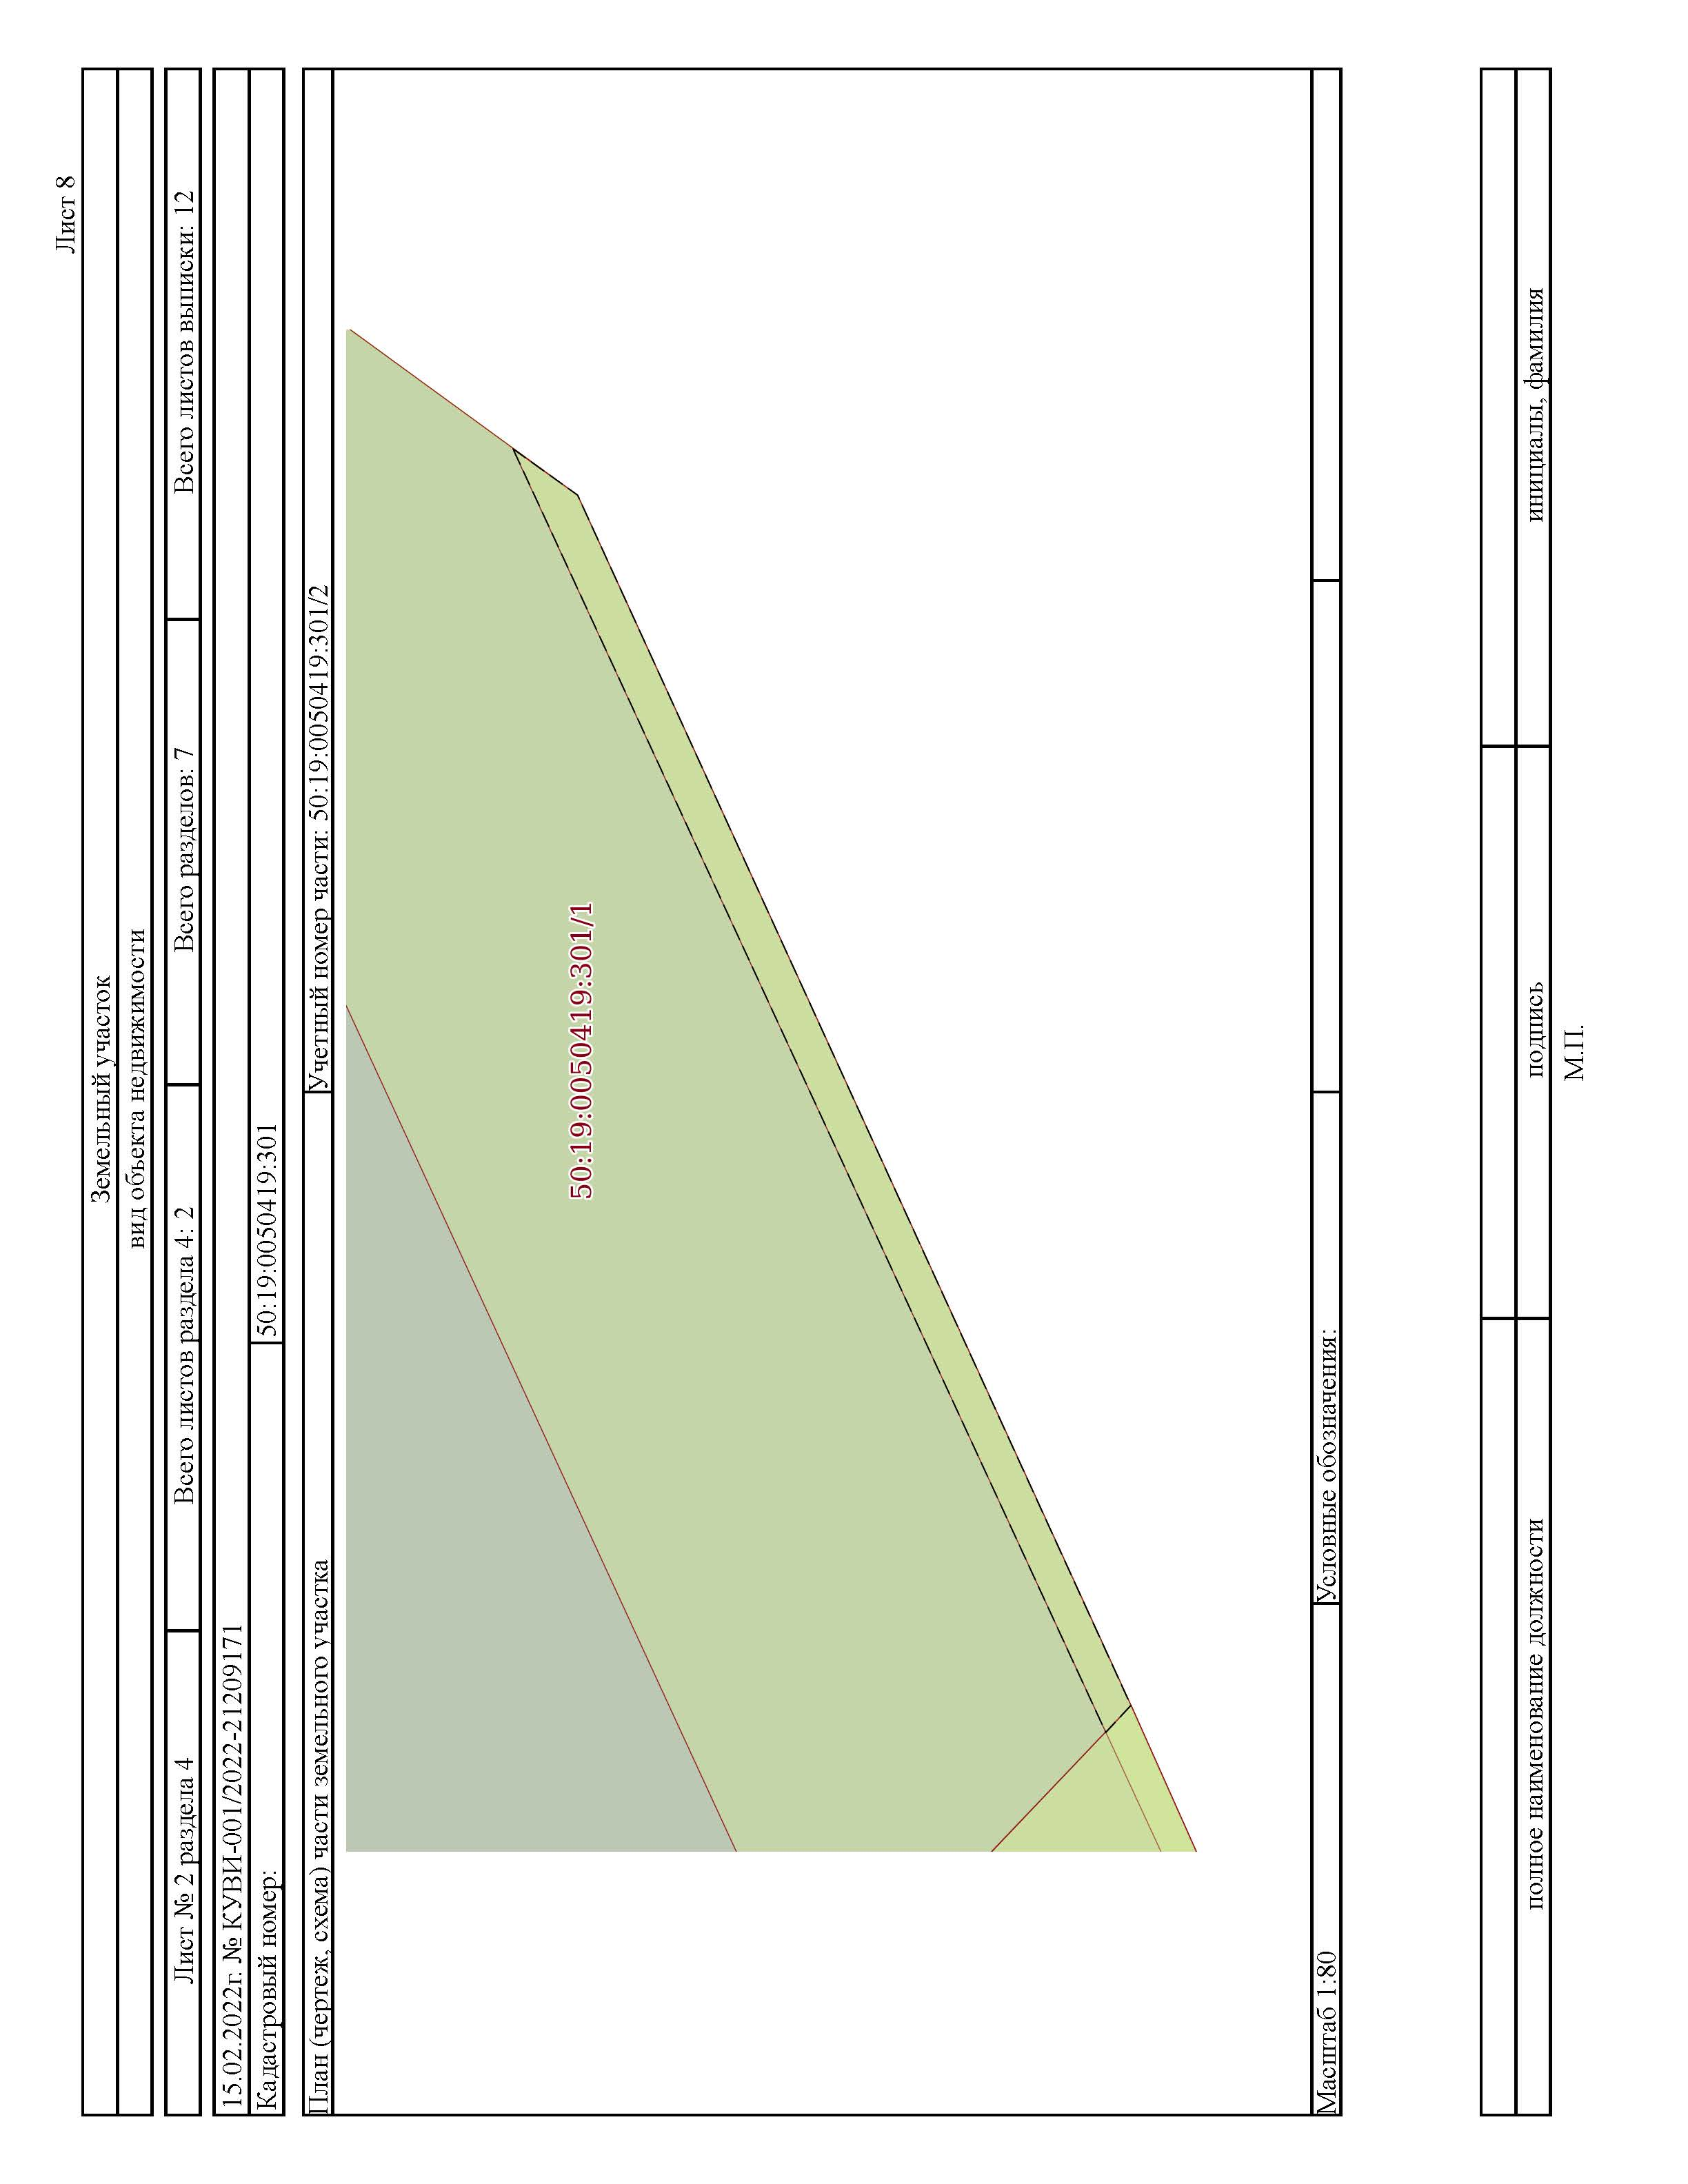 Лист 8
Земельный участок
вид объекта недвижимости
Лист № 2 раздела 4
Всего листов раздела 4: 2
Всего разделов: 7
Всего листов выписки: 12
15.02.2022г. № КУВИ-001/2022-21209171
Кадастровый номер:
50:19:0050419:301
План (чертеж, схема) части земельного участка
Учетный номер части: 50:19:0050419:301/2
50:19:0050419:301/1
Масштаб 1:80
Условные обозначения:
полное наименование должности
подпись
инициалы, фамилия
М.П.